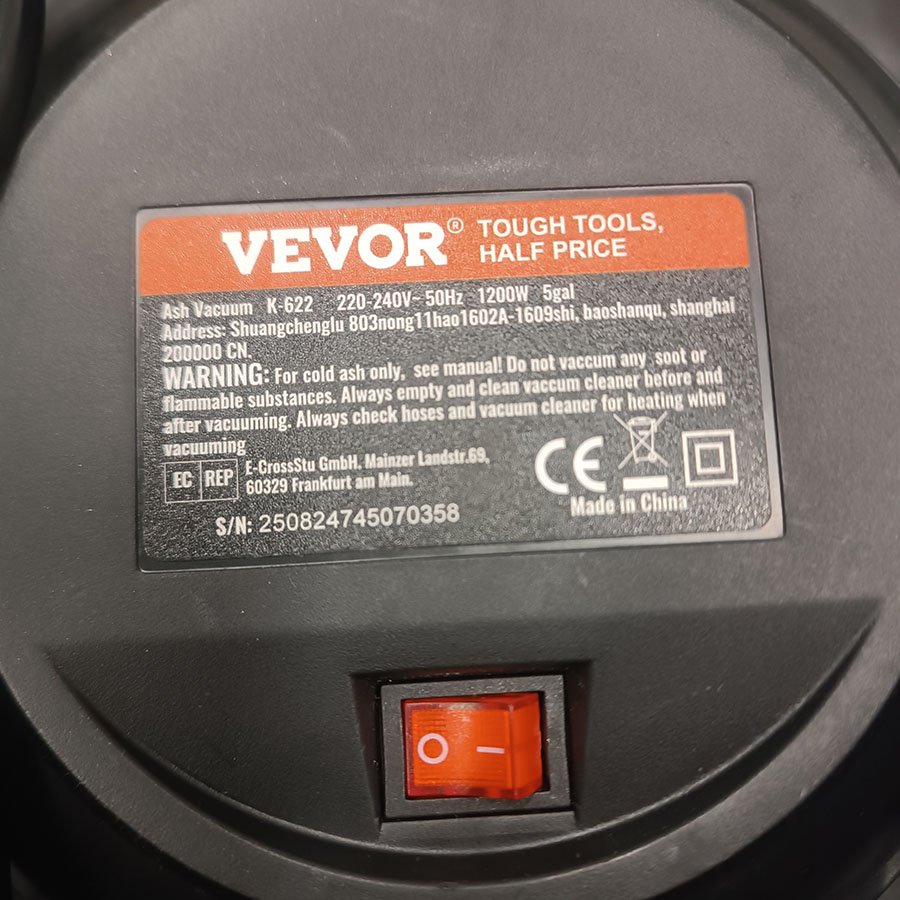 VEVOR® TOUGH TOOLS,
HALF PRICE
Ash Vacuum K-622 220-240V~ 50Hz 1200W 5gal
Address: Shuangchenglu 803nong11hao1602A-1609shi, baoshanqu, shanghai
200000 CN.
WARNING: For cold ash only, see manual! Do not vaccum any soot or
flammable substances. Always empty and clean vaccum cleaner before and
after vacuuming. Always check hoses and vacuum cleaner for heating when
vacuuming
EC REP E-CrossStu GmbH. Mainzer Landstr.69,
60329 Frankfurt am Main.
CE
Made in China
S/N: 250824745070358
O –